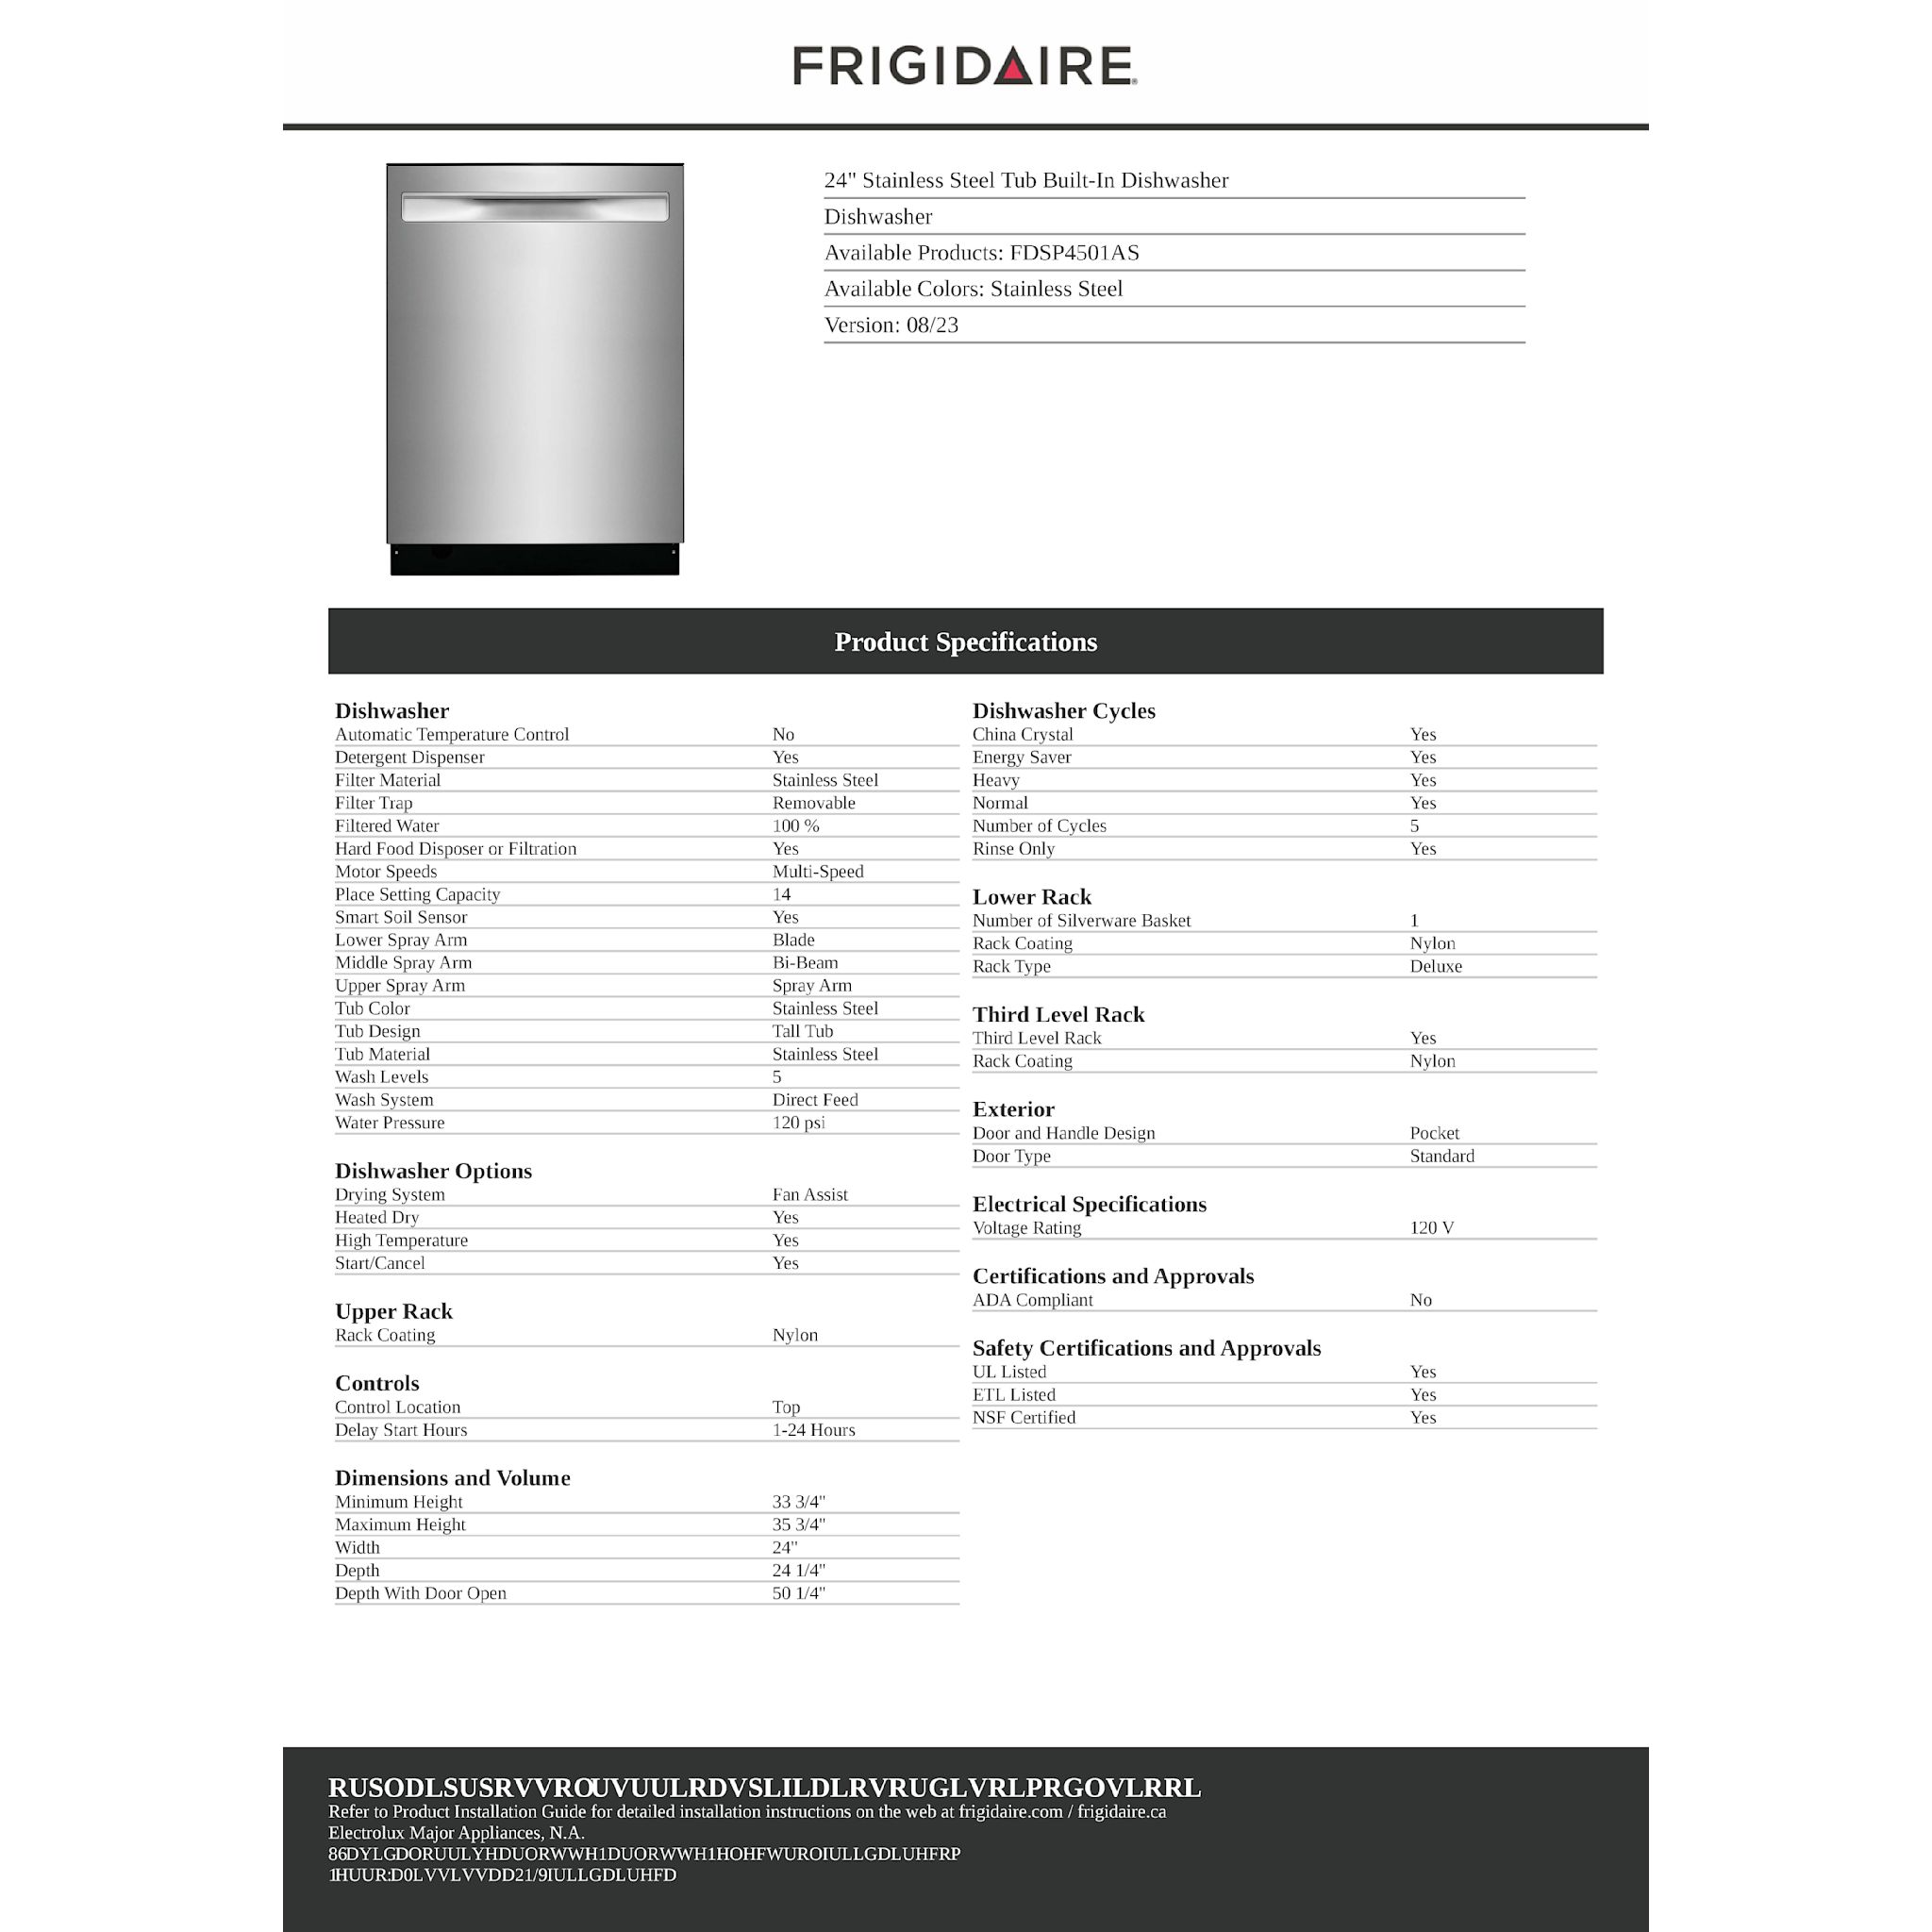 FRIGIDAIRE
24" Stainless Steel Tub Built-In Dishwasher
Dishwasher
Available Products: FDSP4501AS
Available Colors: Stainless Steel
Version: 08/23
Product Specifications
Dishwasher
Automatic Temperature Control No
Detergent Dispenser Yes
Filter Material Stainless Steel
Filter Trap Removable
Filtered Water 100 %
Hard Food Disposer or Filtration Yes
Motor Speeds Multi-Speed
Place Setting Capacity 14
Smart Soil Sensor Yes
Lower Spray Arm Blade
Middle Spray Arm Bi-Beam
Upper Spray Arm Spray Arm
Tub Color Stainless Steel
Tub Design Tall Tub
Tub Material Stainless Steel
Wash Levels 5
Wash System Direct Feed
Water Pressure 120 psi
Dishwasher Options
Drying System Fan Assist
Heated Dry Yes
High Temperature Yes
Start/Cancel Yes
Upper Rack
Rack Coating Nylon
Controls
Control Location Top
Delay Start Hours 1-24 Hours
Dimensions and Volume
Minimum Height 33 3/4"
Maximum Height 35 3/4"
Width 24"
Depth 24 1/4"
Depth With Door Open 50 1/4"
Dishwasher Cycles
China Crystal Yes
Energy Saver Yes
Heavy Yes
Normal Yes
Number of Cycles 5
Rinse Only Yes
Lower Rack
Number of Silverware Basket 1
Rack Coating Nylon
Rack Type Deluxe
Third Level Rack
Third Level Rack Yes
Rack Coating Nylon
Exterior
Door and Handle Design Pocket
Door Type Standard
Electrical Specifications
Voltage Rating 120 V
Certifications and Approvals
ADA Compliant No
Safety Certifications and Approvals
UL Listed Yes
ETL Listed Yes
NSF Certified Yes
RUSODLSUSRVVROUVUULRDVSLILDLRVRUGLVRLPRGOVLRRL
Refer to Product Installation Guide for detailed installation instructions on the web at frigidaire.com / frigidaire.ca
Electrolux Major Appliances, N.A.
86DYLGDORUULYHDUORWWH1DUORWWH1HOHFWUROIULLGDLUHFRP
1HUUR:D0LVVLVVDD21/9IULLGDLUHFD